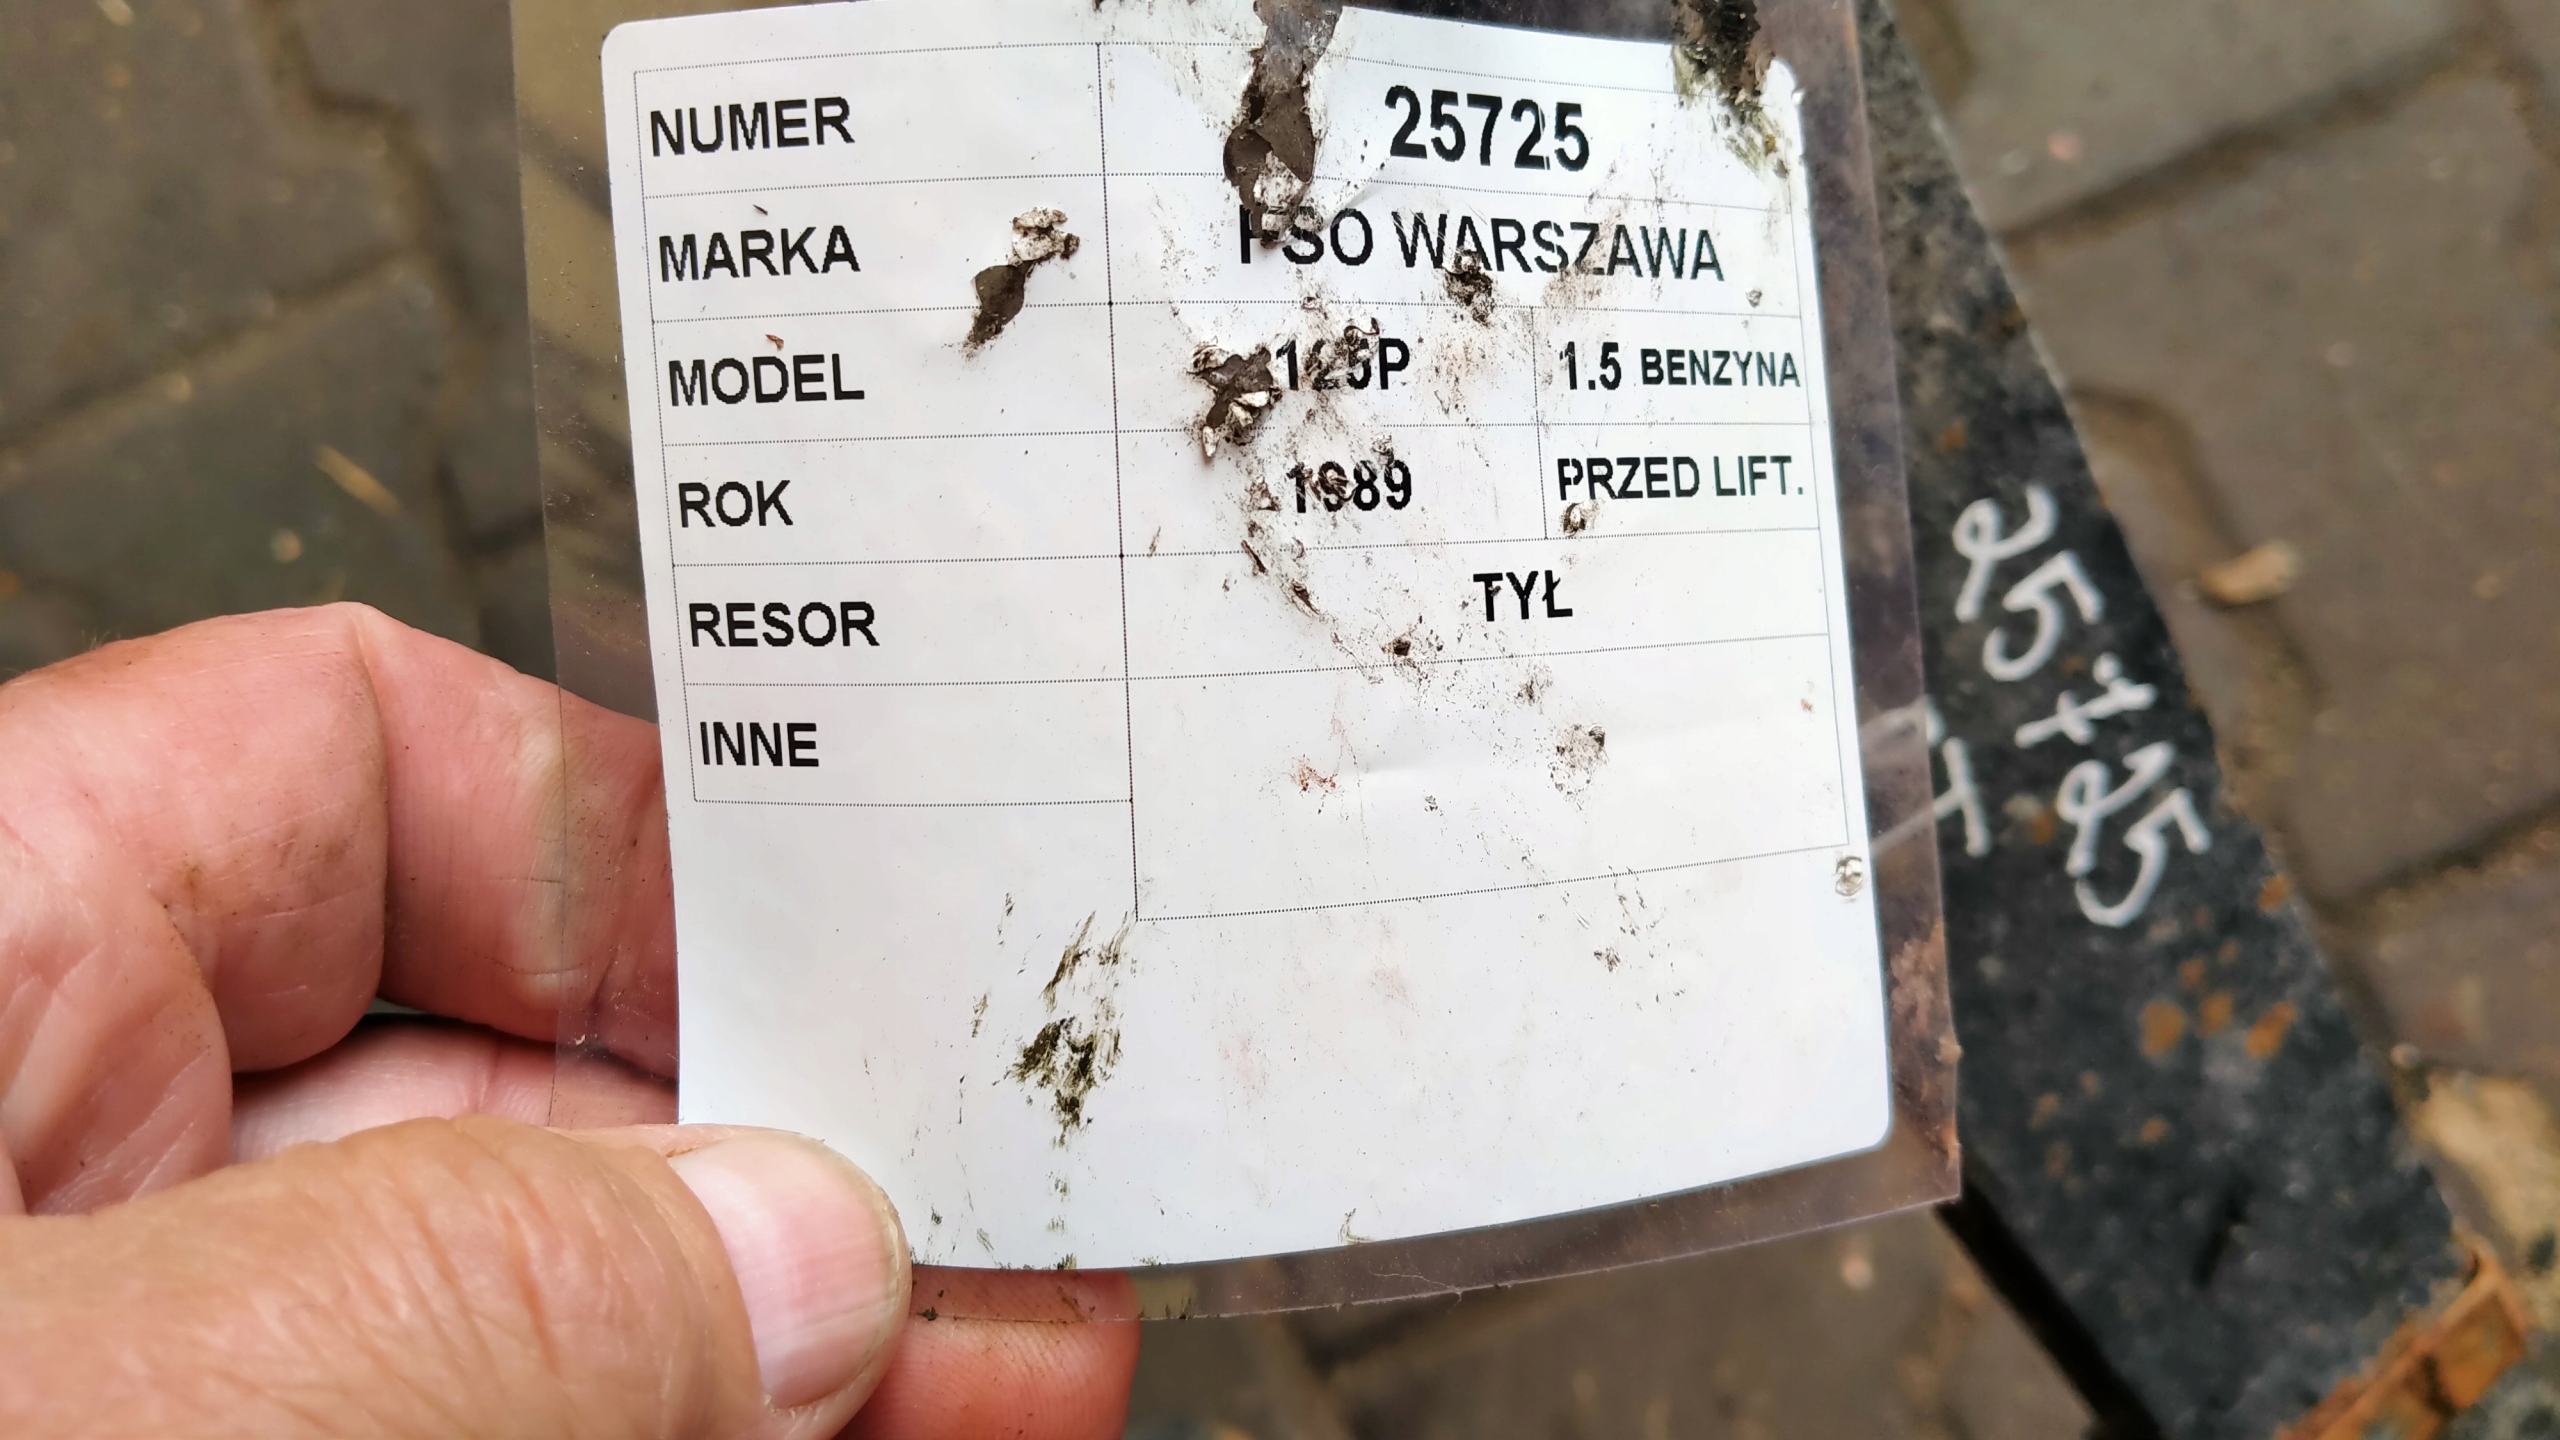 NUMER 25725
MARKA FSO WARSZAWA
MODEL 125P 1.5 BENZYNA
ROK 1989 PRZED LIFT.
RESOR TYŁ
INNE
25725